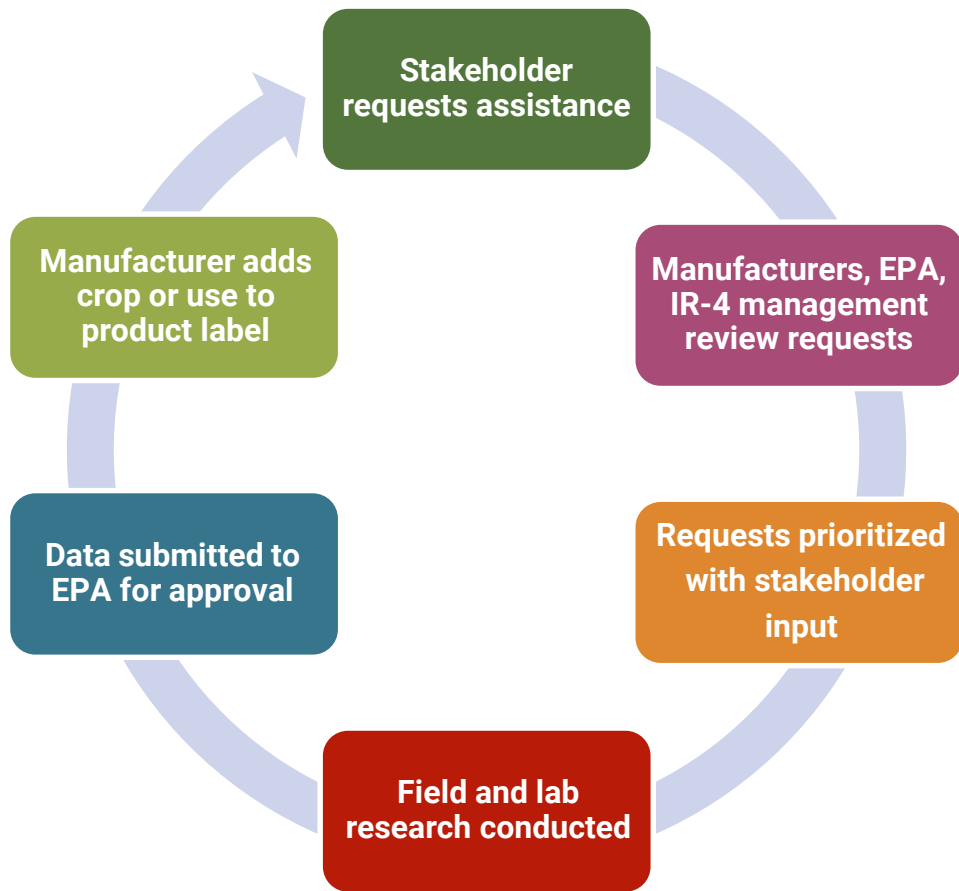 Stakeholder
requests assistance
Manufacturers, EPA,
IR-4 management
review requests
Requests prioritized
with stakeholder
input
Field and lab
research conducted
Data submitted to
EPA for approval
Manufacturer adds
crop or use to
product label